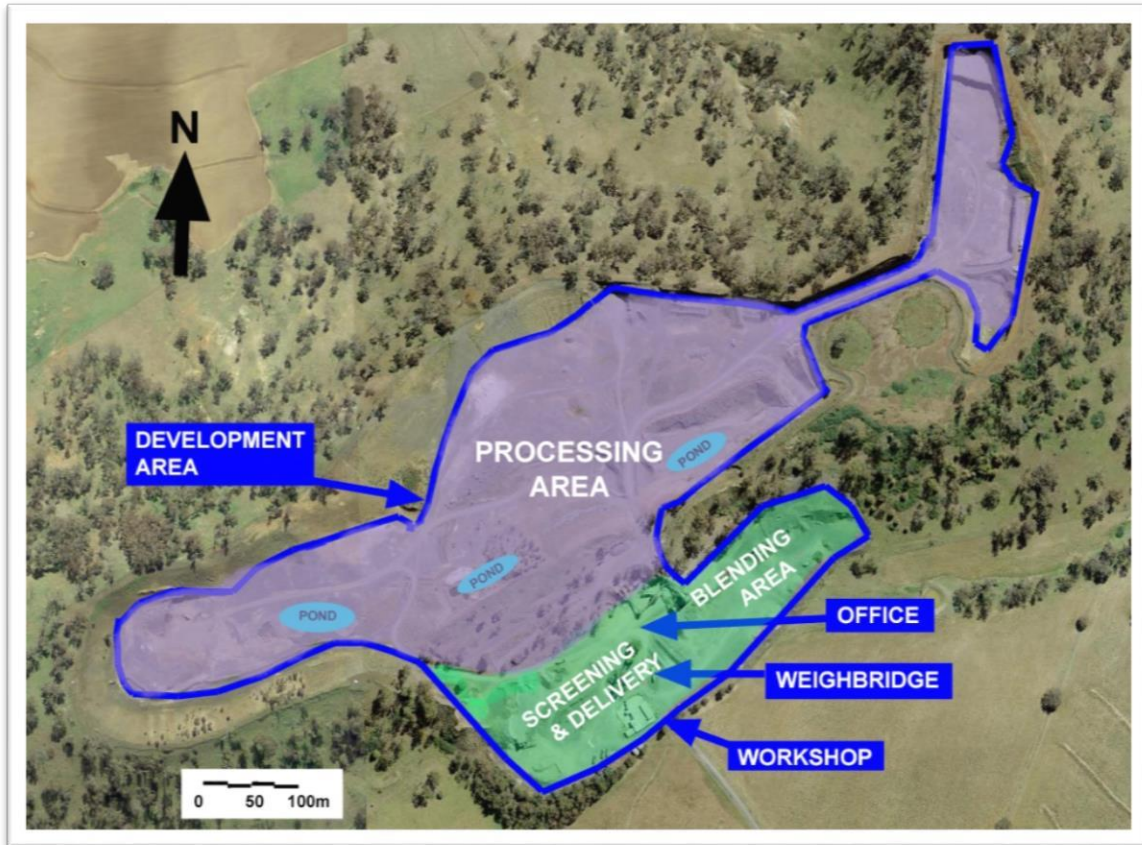 N
DEVELOPMENT
AREA
PROCESSING
AREA
POND
POND
POND
BLENDING
AREA
OFFICE
SCREENING
& DELIVERY
WEIGHBRIDGE
WORKSHOP
0 50 100m